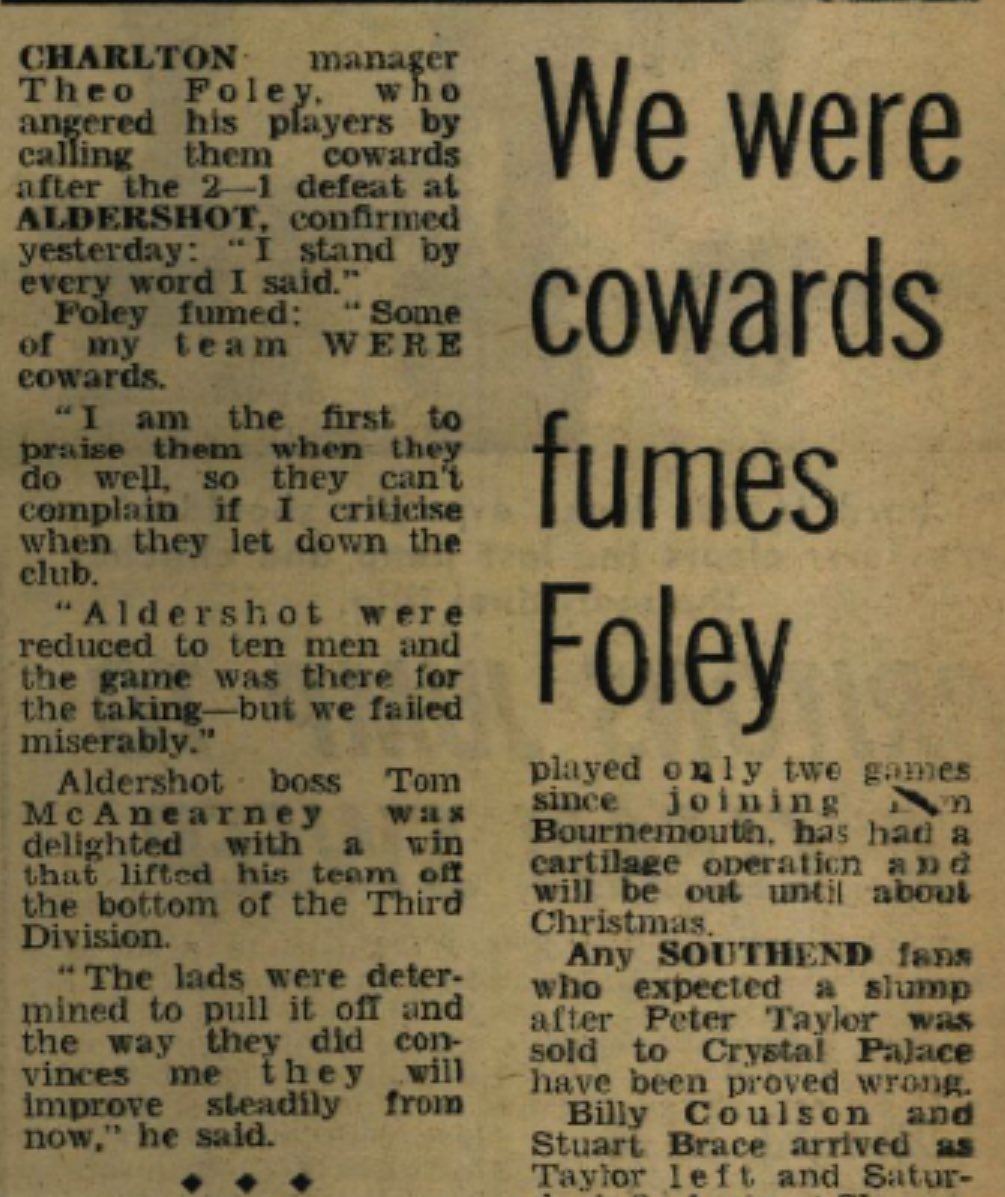 CHARLTON manager
Theo Foley, who
angered his players by
calling them cowards
after the 2—1 defeat at
ALDERSHOT, confirmed
yesterday: "I stand by
every word I said."
Foley fumed: "Some
of my team WERE
cowards.
"I am the first to
praise them when they
do well, so they can't
complain if I criticise
when they let down the
club.
"Aldershot were
reduced to ten men and
the game was there for
the taking—but we failed
miserably."
Aldershot boss Tom
McAnearney was
delighted with a win
that lifted his team off
the bottom of the Third
Division.
"The lads were deter-
mined to pull it off and
the way they did con-
vinces me they will
improve steadily from
now," he said.
We were
cowards
fumes
Foley
played only two games
since joining
Bournemouth, has had a
cartilage operation and
will be out until about
Christmas.
Any SOUTHEND fans
who expected a slump
after Peter Taylor was
sold to Crystal Palace
have been proved wrong.
Billy Coulson and
Stuart Brace arrived as
Taylor left and Satur-